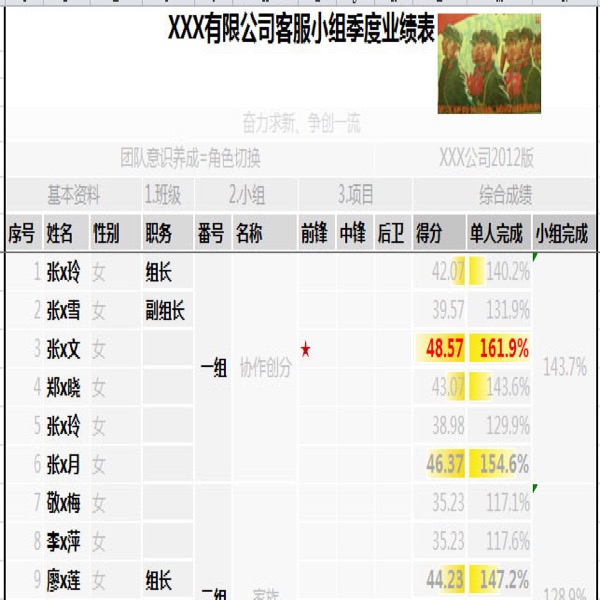 XXX有限公司客服小组季度业绩表
奋力求新、争创一流
团队意识养成=角色切换 XXX公司2012版
基本资料 1.班级 2.小组 3.项目 综合成绩
序号 姓名 性别 职务 番号 名称 前锋 中锋 后卫 得分 单人完成 小组完成
1 张x玲 女 组长 42.07 140.2%
2 张x雪 女 副组长 39.57 131.9%
3 张x文 女 ★ 48.57 161.9%
一组 协作创分 143.7%
4 郑x晓 女 43.07 143.6%
5 张x玲 女 38.98 129.9%
6 张x月 女 46.37 154.6%
7 敬x梅 女 35.23 117.1%
8 李x萍 女 35.23 117.6%
9 廖x莲 女 组长 44.23 147.2%
二组 家族 128.9%